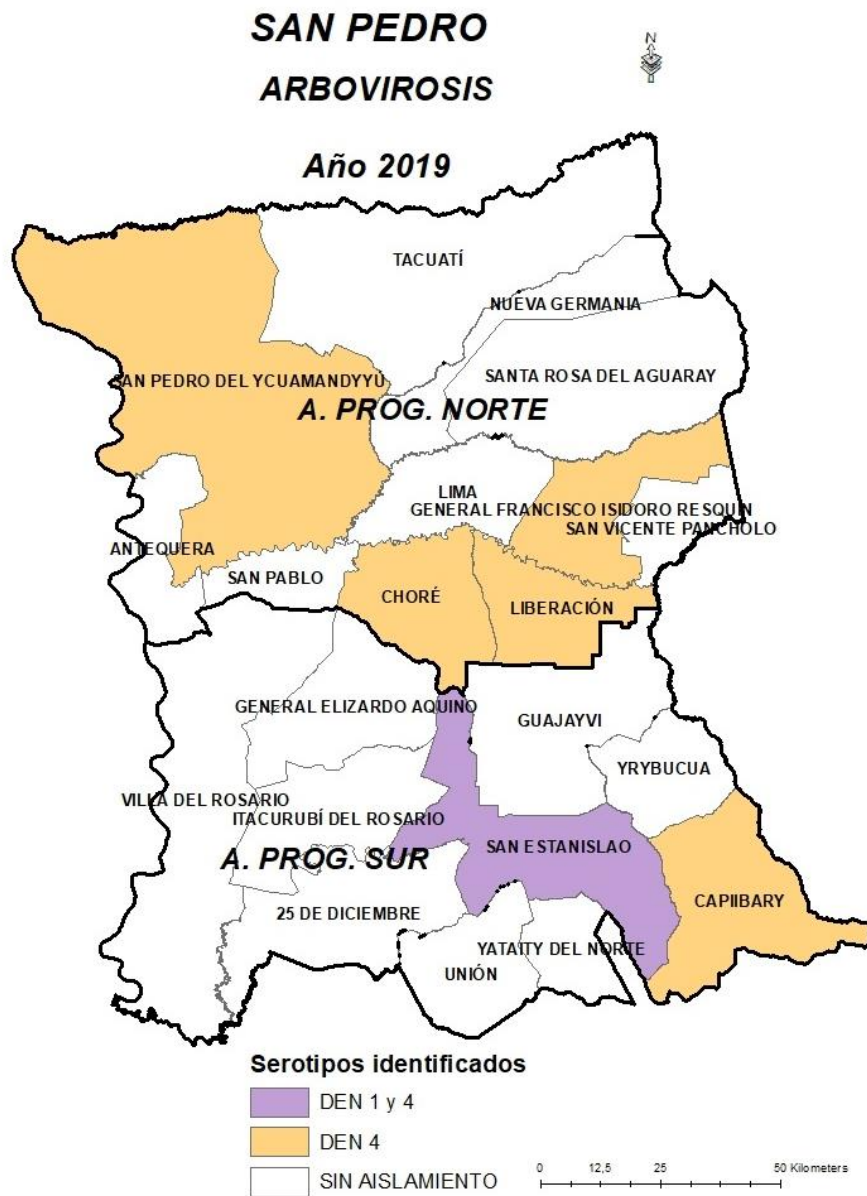 SAN PEDRO
ARBOVIROSIS
Año 2019
N
TACUATÍ
NUEVA GERMANIA
SAN PEDRO DEL YCUAMANDYYÚ
SANTA ROSA DEL AGUARAY
A. PROG. NORTE
LIMA
GENERAL FRANCISCO ISIDORO RESQUÍN
SAN VICENTE PANCHOLO
ANTEQUERA
SAN PABLO
CHORÉ
LIBERACIÓN
GENERAL ELIZARDO AQUINO
GUAJAYVI
YRYBUCUA
VILLA DEL ROSARIO
ITACURUBÍ DEL ROSARIO
SAN ESTANISLAO
A. PROG. SUR
CAPIIBARY
25 DE DICIEMBRE
YATAITY DEL NORTE
UNIÓN
Serotipos identificados
DEN 1 y 4
DEN 4
SIN AISLAMIENTO
0 12,5 25 50 Kilometers